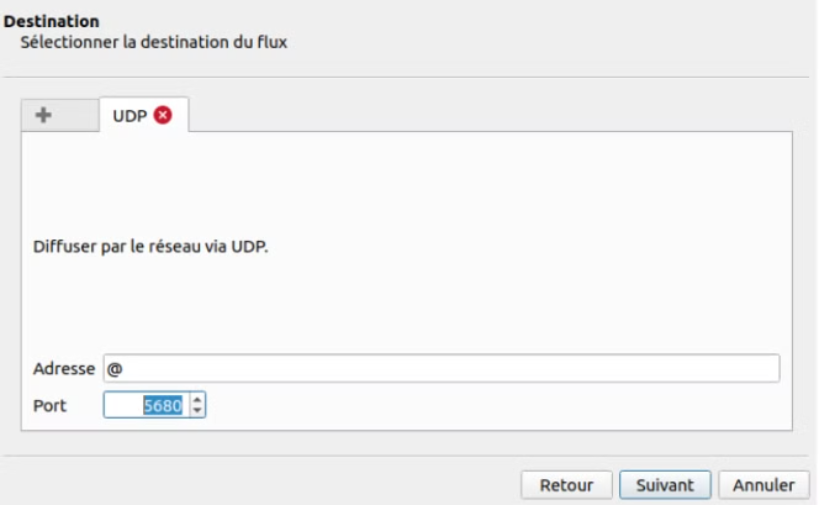 Destination
Sélectionner la destination du flux
UDP
Diffuser par le réseau via UDP.
Adresse @
Port 5680
Retour Suivant Annuler